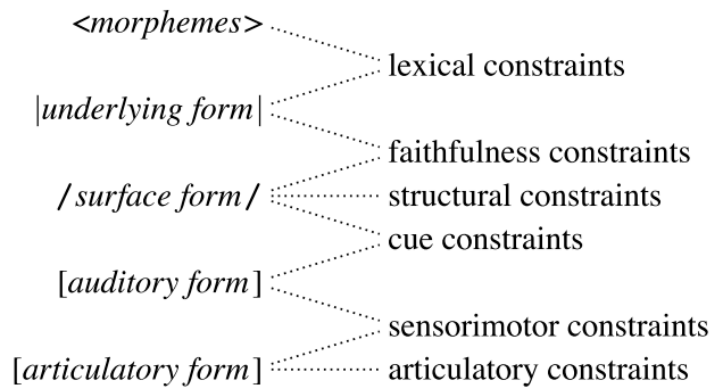 <morphemes>
lexical constraints
|underlying form|
faithfulness constraints
/surface form/
structural constraints
cue constraints
[auditory form]
sensorimotor constraints
[articulatory form]
articulatory constraints